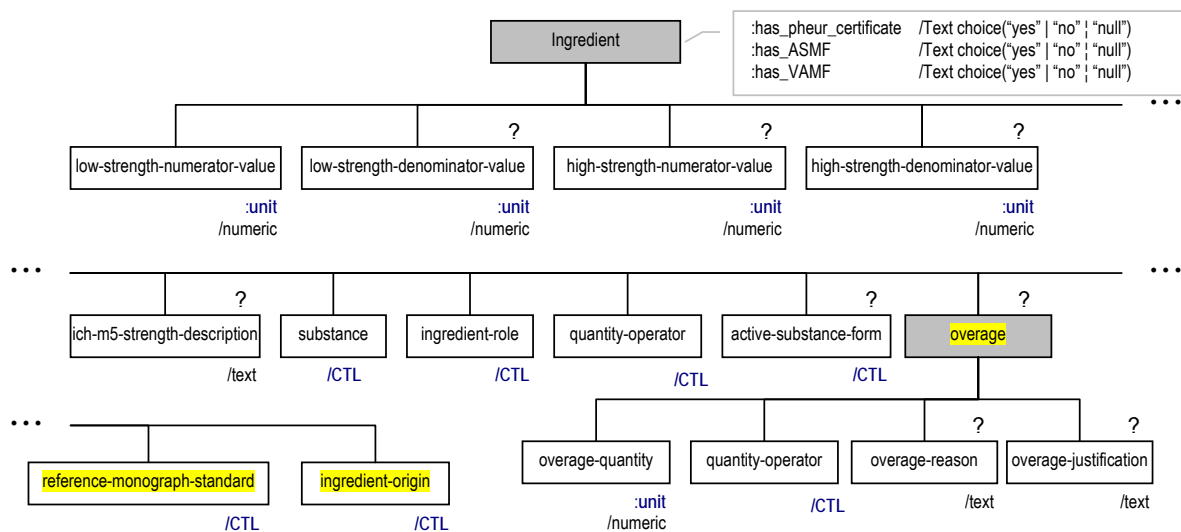 Ingredient
:has_pheur_certificate /Text choice(“yes” | “no” ¦ “null”)
:has_ASMF /Text choice(“yes” | “no” ¦ “null”)
:has_VAMF /Text choice(“yes” | “no” ¦ “null”)
...
? ? ?
low-strength-numerator-value low-strength-denominator-value high-strength-numerator-value high-strength-denominator-value
:unit :unit :unit :unit
/numeric /numeric /numeric /numeric
... ...
? ? ?
ich-m5-strength-description substance ingredient-role quantity-operator active-substance-form overage
/text /CTL /CTL /CTL /CTL
...
? ?
reference-monograph-standard ingredient-origin overage-quantity quantity-operator overage-reason overage-justification
/CTL /CTL :unit /CTL /text /text
/numeric